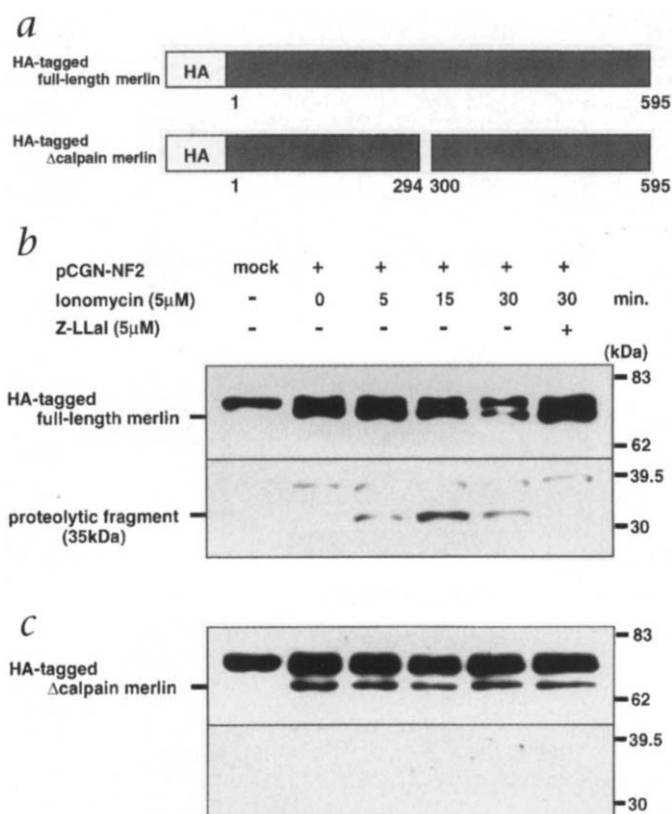 a
HA-tagged
full-length merlin
HA
1 595
HA-tagged
Δcalpain merlin
HA
1 294 300 595
b
pCGN-NF2 mock + + + + +
Ionomycin (5μM) - 0 5 15 30 30 min.
Z-LLal (5μM) - - - - - +
(kDa)
83
HA-tagged
full-length merlin
62
39.5
proteolytic fragment
(35kDa)
30
c
83
HA-tagged
Δcalpain merlin
62
39.5
30